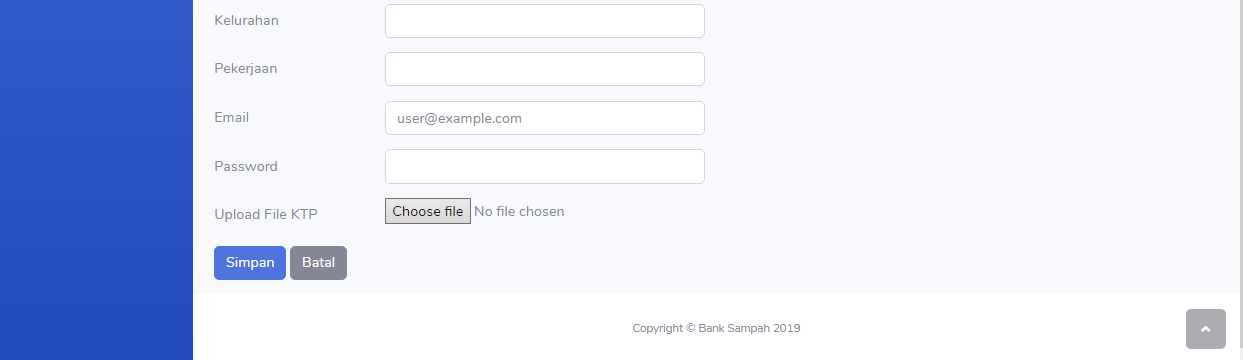 Kelurahan
Pekerjaan
Email user@example.com
Password
Upload File KTP Choose file No file chosen
Simpan Batal
Copyright © Bank Sampah 2019